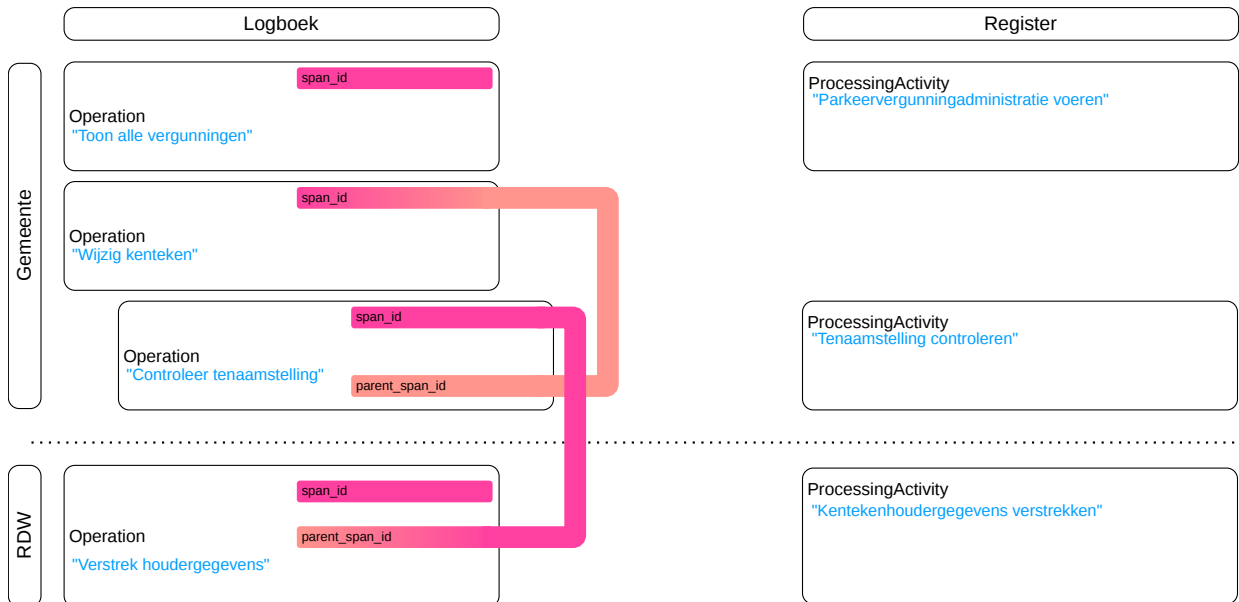 Logboek
Register
Gemeente
span_id
Operation
"Toon alle vergunningen"
ProcessingActivity
"Parkeervergunningadministratie voeren"
span_id
Operation
"Wijzig kenteken"
span_id
Operation
"Controleer tenaamstelling"
parent_span_id
ProcessingActivity
"Tenaamstelling controleren"
RDW
span_id
Operation
parent_span_id
"Verstrek houdergegevens"
ProcessingActivity
"Kentekenhoudergegevens verstrekken"